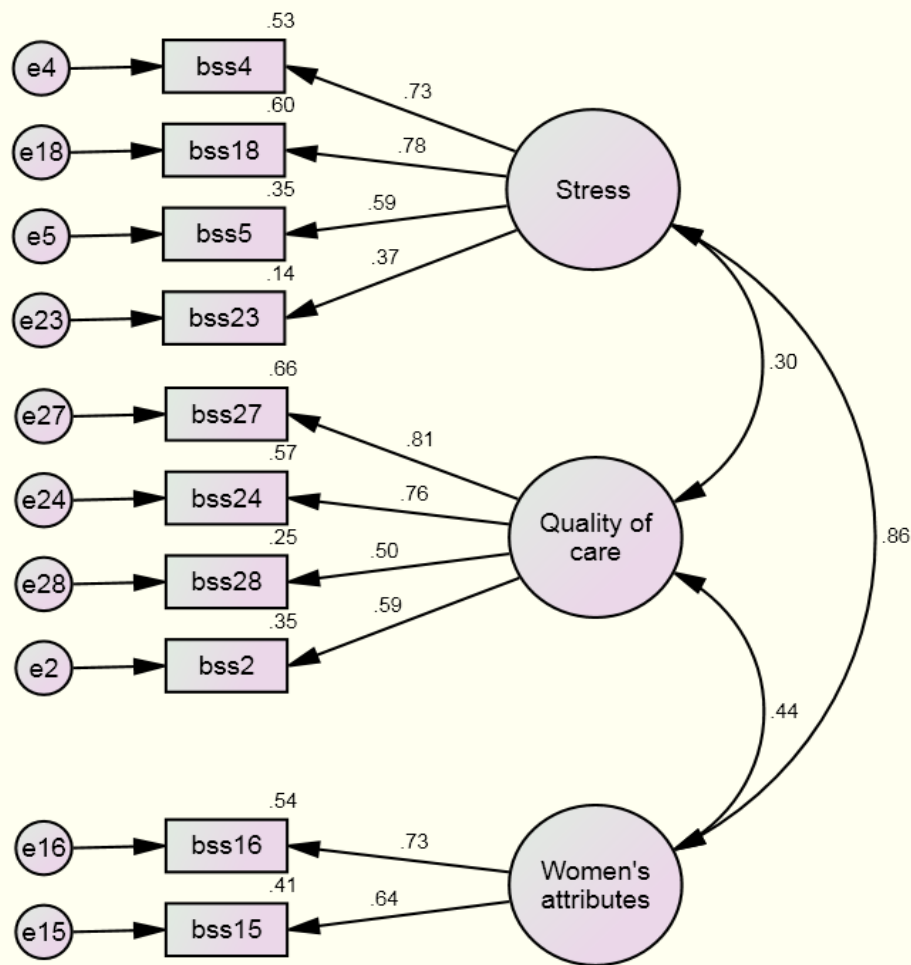 .53
e4
bss4
.73
.60
e18
bss18
.78
Stress
.35
e5
bss5
.59
.14
e23
bss23
.37
.30
.66
e27
bss27
.81
.57
e24
bss24
.76
Quality of
care
.25
e28
bss28
.50
.35
e2
bss2
.59
.86
.44
.54
e16
bss16
.73
Women's
attributes
.41
e15
bss15
.64